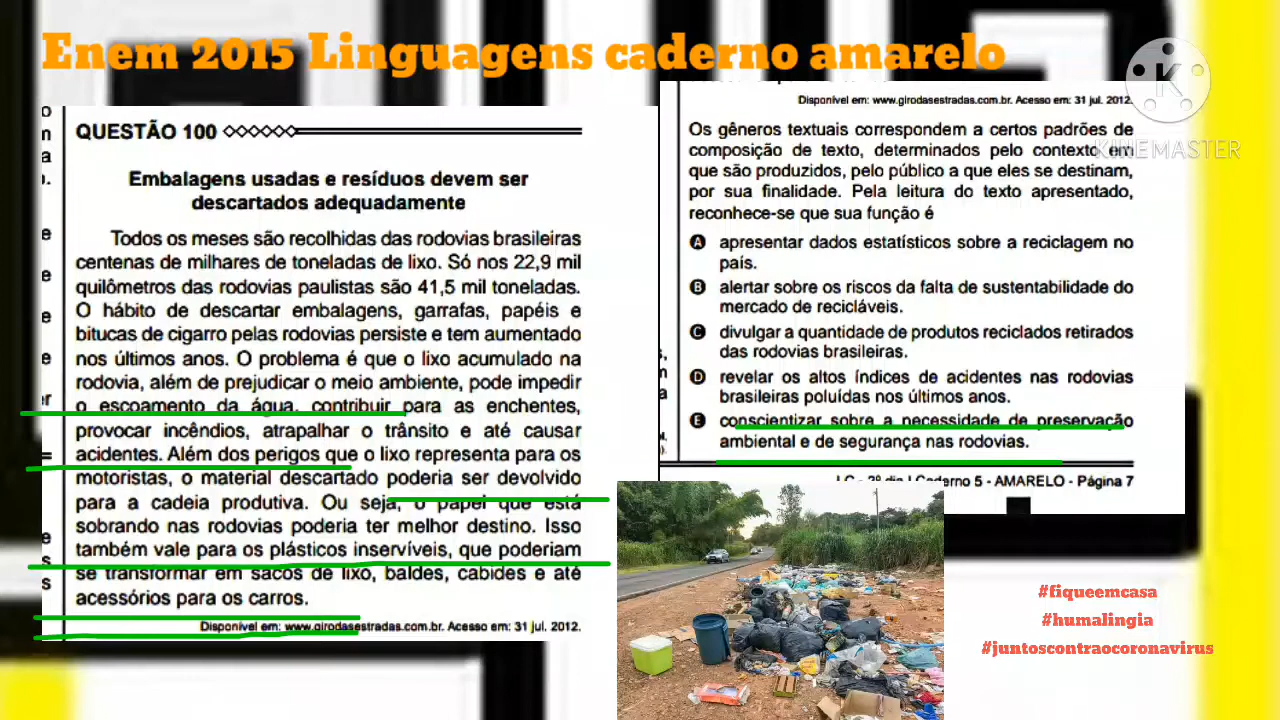 Enem 2015 Linguagens caderno amarelo
KINEMASTER
QUESTÃO 100
Embalagens usadas e resíduos devem ser
descartados adequadamente
Todos os meses são recolhidas das rodovias brasileiras
centenas de milhares de toneladas de lixo. Só nos 22,9 mil
quilômetros das rodovias paulistas são 41,5 mil toneladas.
O hábito de descartar embalagens, garrafas, papéis e
bitucas de cigarro pelas rodovias persiste e tem aumentado
nos últimos anos. O problema é que o lixo acumulado na
rodovia, além de prejudicar o meio ambiente, pode impedir
o escoamento da água, contribuir para as enchentes,
provocar incêndios, atrapalhar o trânsito e até causar
acidentes. Além dos perigos que o lixo representa para os
motoristas, o material descartado poderia ser devolvido
para a cadeia produtiva. Ou seja, o papel que está
sobrando nas rodovias poderia ter melhor destino. Isso
também vale para os plásticos inservíveis, que poderiam
se transformar em sacos de lixo, baldes, cabides e até
acessórios para os carros.
Disponível em: www.girodasestradas.com.br. Acesso em: 31 jul. 2012.
Disponível em: www.girodasestradas.com.br. Acesso em: 31 jul. 2012.
Os gêneros textuais correspondem a certos padrões de
composição de texto, determinados pelo contexto em
que são produzidos, pelo público a que eles se destinam,
por sua finalidade. Pela leitura do texto apresentado,
reconhece-se que sua função é
A apresentar dados estatísticos sobre a reciclagem no
país.
B alertar sobre os riscos da falta de sustentabilidade do
mercado de recicláveis.
C divulgar a quantidade de produtos reciclados retirados
das rodovias brasileiras.
D revelar os altos índices de acidentes nas rodovias
brasileiras poluídas nos últimos anos.
E conscientizar sobre a necessidade de preservação
ambiental e de segurança nas rodovias.
LC - 2º dia | Caderno 5 - AMARELO - Página 7
#fiqueemcasa
#humalingia
#juntoscontraocoronavirus